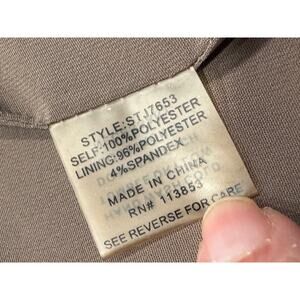 STYLE:STJ7653
SELF:100%POLYESTER
LINING:96%POLYESTER
4%SPANDEX
MADE IN CHINA
RN# 113853
SEE REVERSE FOR CARE